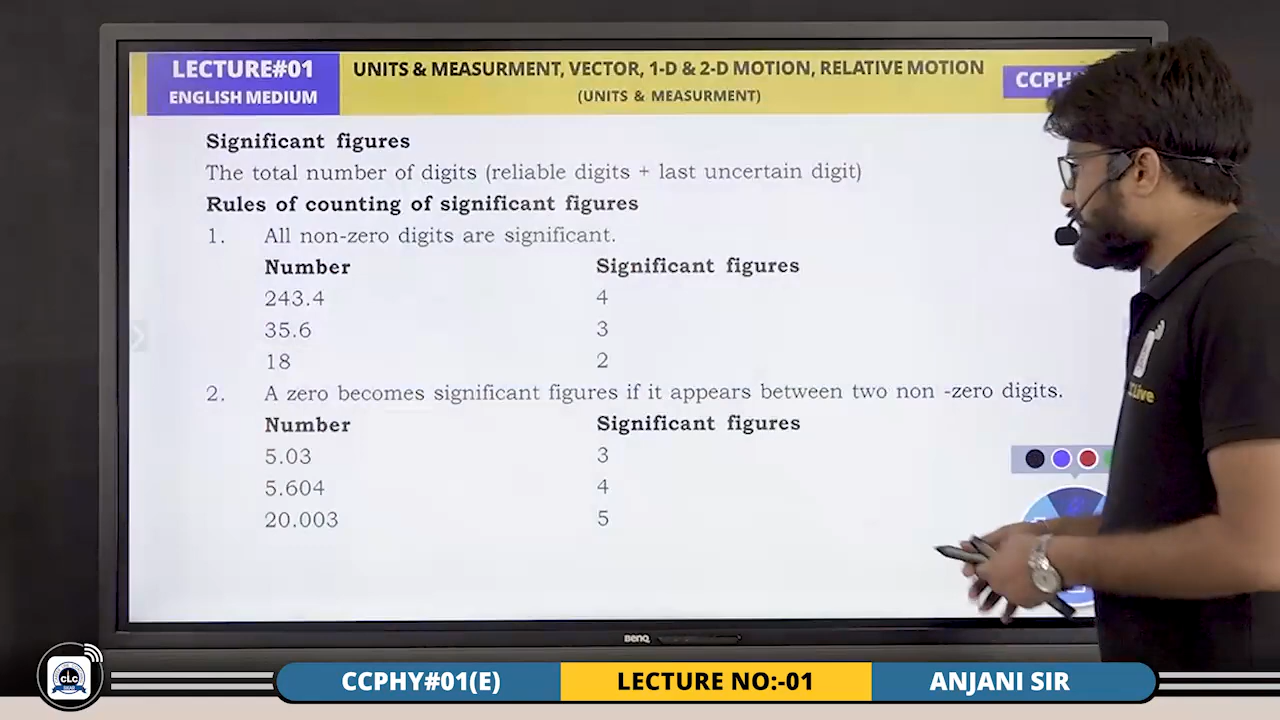 LECTURE#01
ENGLISH MEDIUM
UNITS & MEASURMENT, VECTOR, 1-D & 2-D MOTION, RELATIVE MOTION
(UNITS & MEASURMENT)
CCPH
Significant figures
The total number of digits (reliable digits + last uncertain digit)
Rules of counting of significant figures
1. All non-zero digits are significant.
Number Significant figures
243.4 4
35.6 3
18 2
2. A zero becomes significant figures if it appears between two non -zero digits.
Number Significant figures
5.03 3
5.604 4
20.003 5
Live
BenQ
CLC
CCPHY#01(E) LECTURE NO:-01 ANJANI SIR